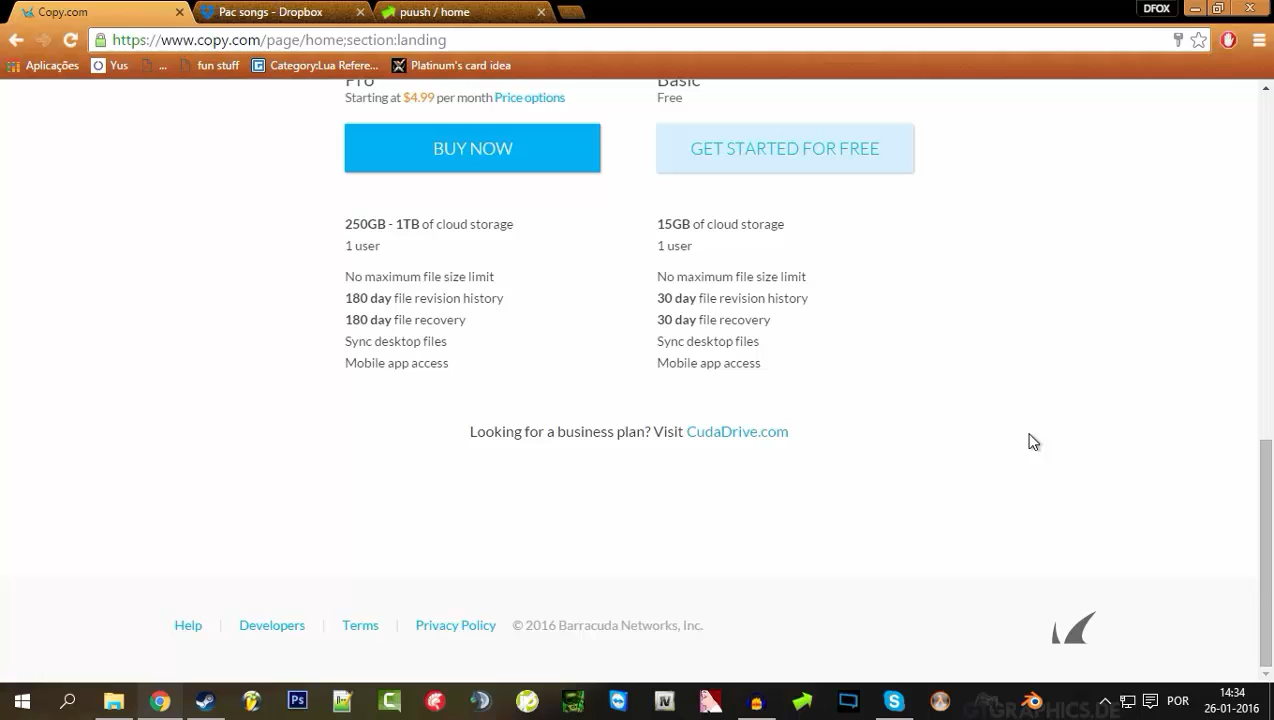 Copy.com
Pac songs - Dropbox
puush / home
DFOX
https://www.copy.com/page/home;section:landing
Aplicações
Yus
...
fun stuff
Category:Lua Refere...
Platinum's card idea
Pro
Basic
Starting at $4.99 per month Price options
Free
BUY NOW
GET STARTED FOR FREE
250GB - 1TB of cloud storage
1 user
No maximum file size limit
180 day file revision history
180 day file recovery
Sync desktop files
Mobile app access
15GB of cloud storage
1 user
No maximum file size limit
30 day file revision history
30 day file recovery
Sync desktop files
Mobile app access
Looking for a business plan? Visit CudaDrive.com
Help
Developers
Terms
Privacy Policy
© 2016 Barracuda Networks, Inc.
Ps
POR
14:34
26-01-2016